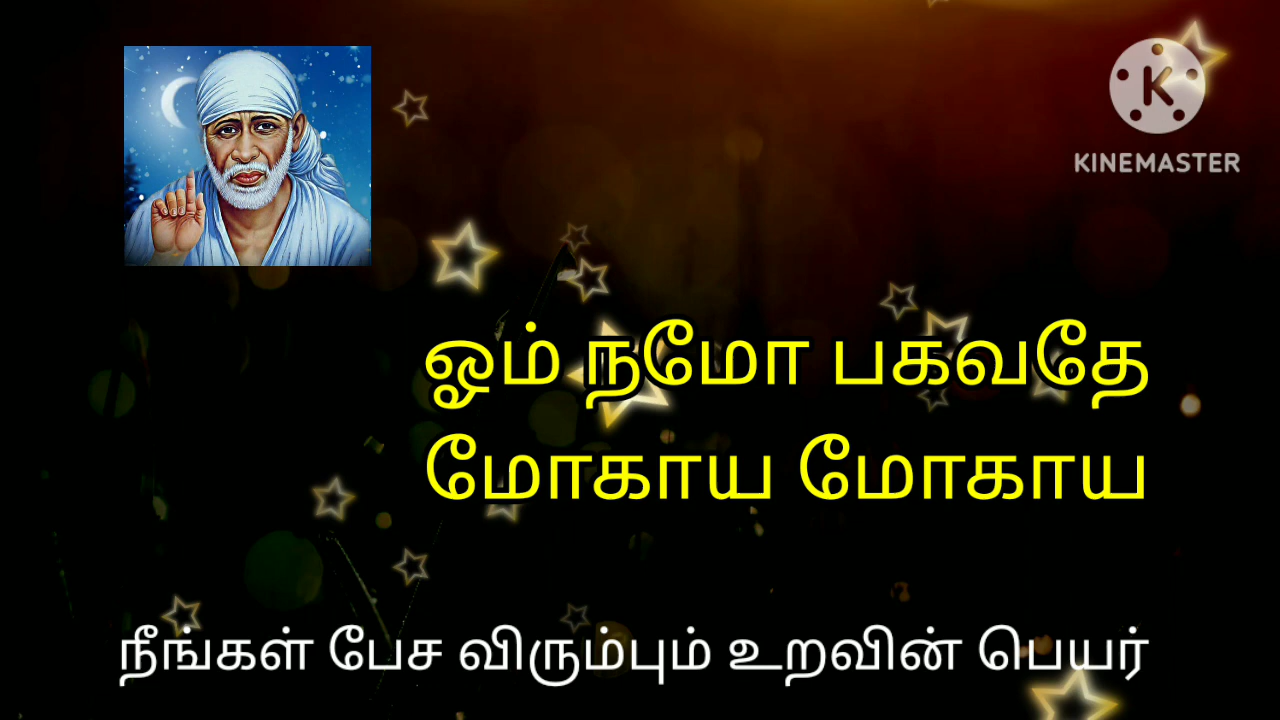 KINEMASTER
ஓம் நமோ பகவதே
மோகாய மோகாய
நீங்கள் பேச விரும்பும் உறவின் பெயர்